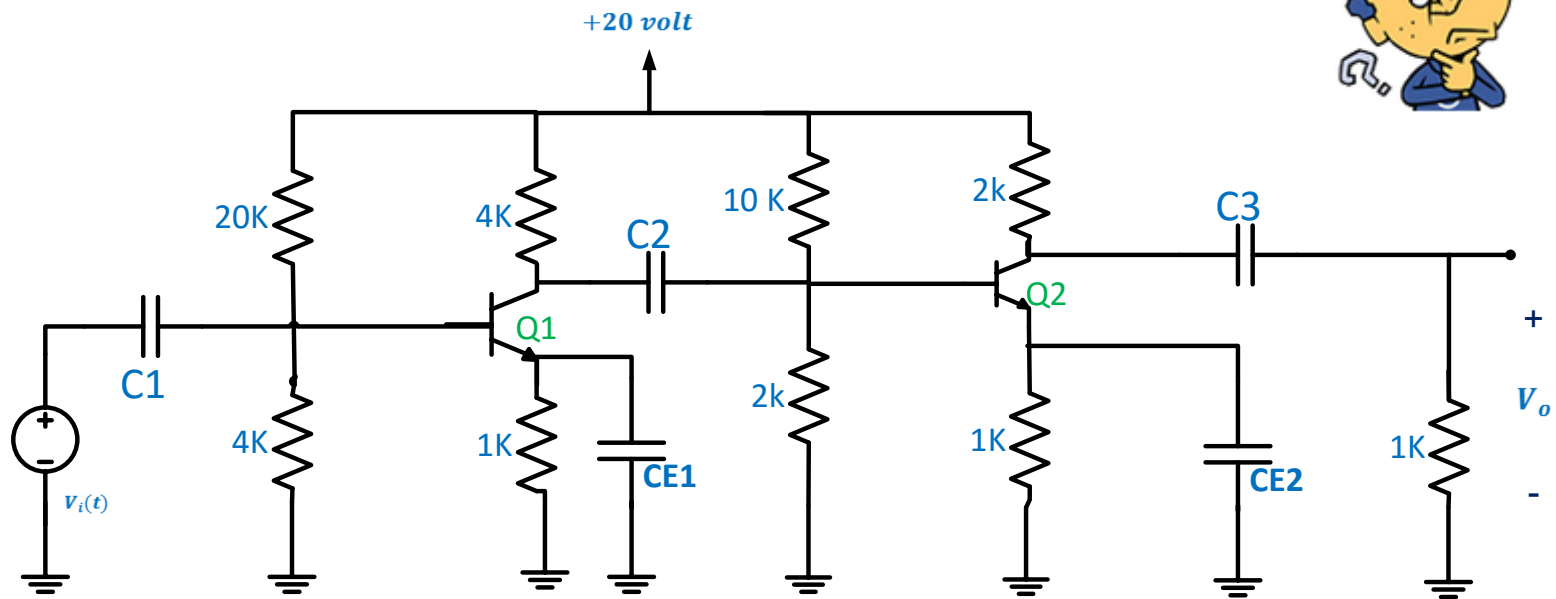 +20 volt
20K
4K
10 K
2k
C2
C3
Q1
Q2
C1
4K
1K
CE1
2k
1K
CE2
1K
+
V_o
-
+
-
V_i(t)
?